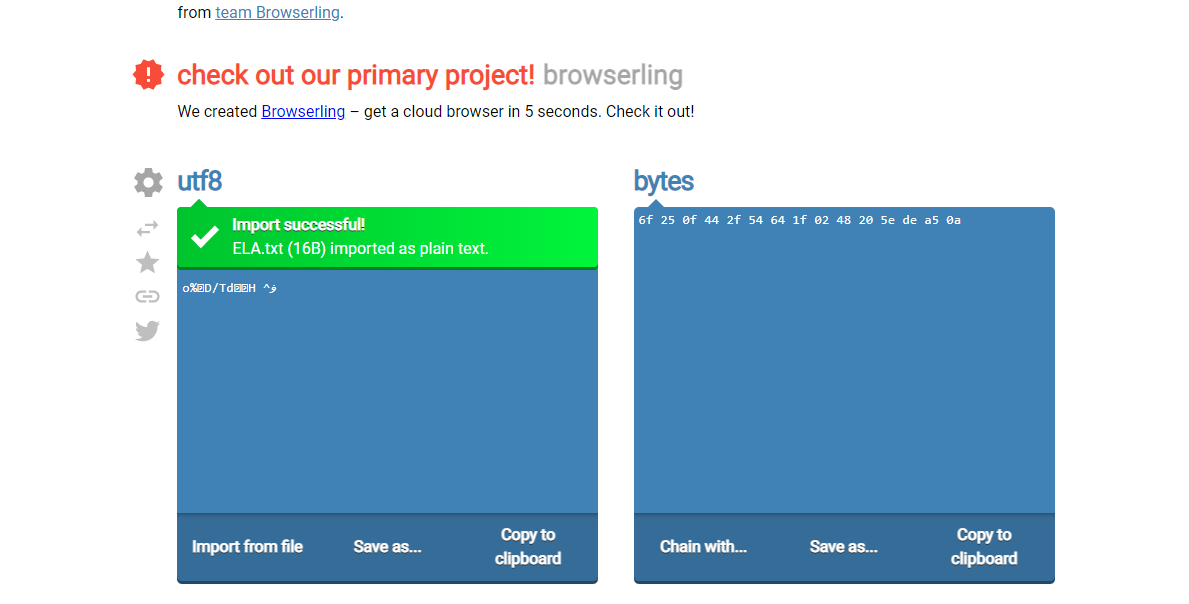 from team Browserling.
check out our primary project! browserling
We created Browserling – get a cloud browser in 5 seconds. Check it out!
utf8
bytes
Import successful!
ELA.txt (16B) imported as plain text.
6f 25 0f 44 2f 54 64 1f 02 48 20 5e de a5 0a
Import from file
Save as...
Copy to
clipboard
Chain with...
Save as...
Copy to
clipboard